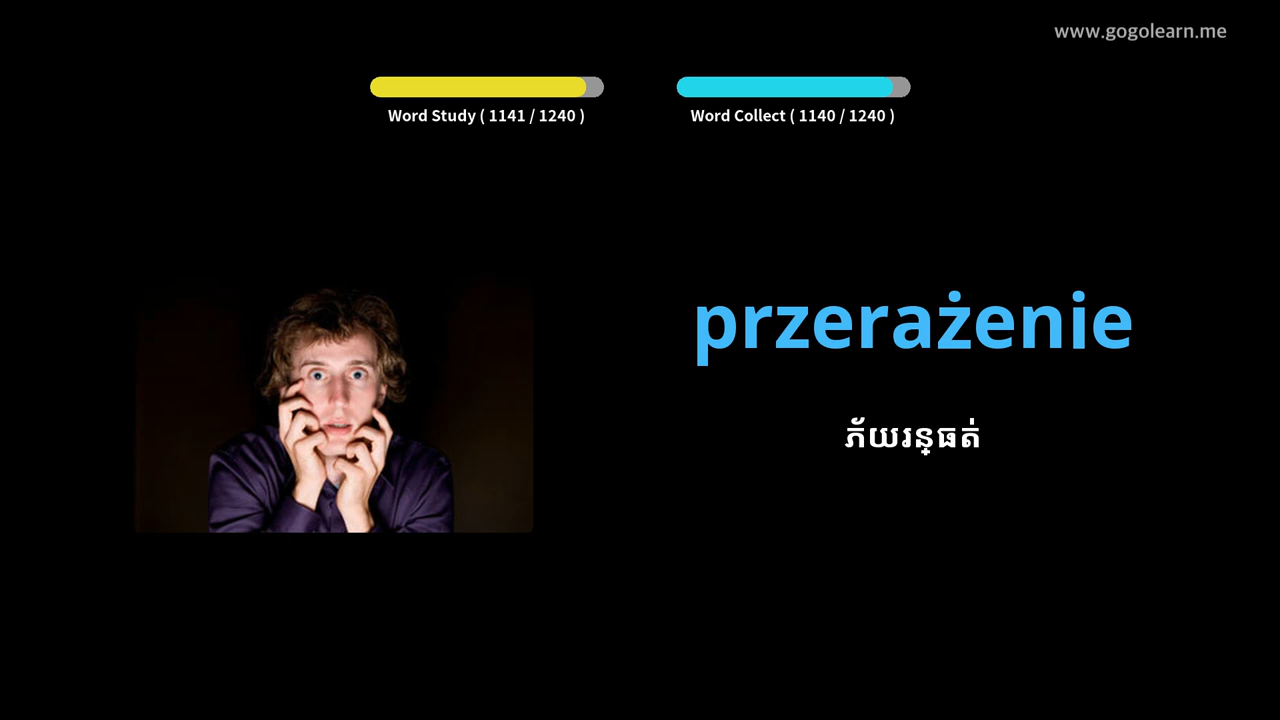 www.gogolearn.me
Word Study ( 1141 / 1240 )
Word Collect ( 1140 / 1240 )
przerażenie
ភ័យរន្ធត់